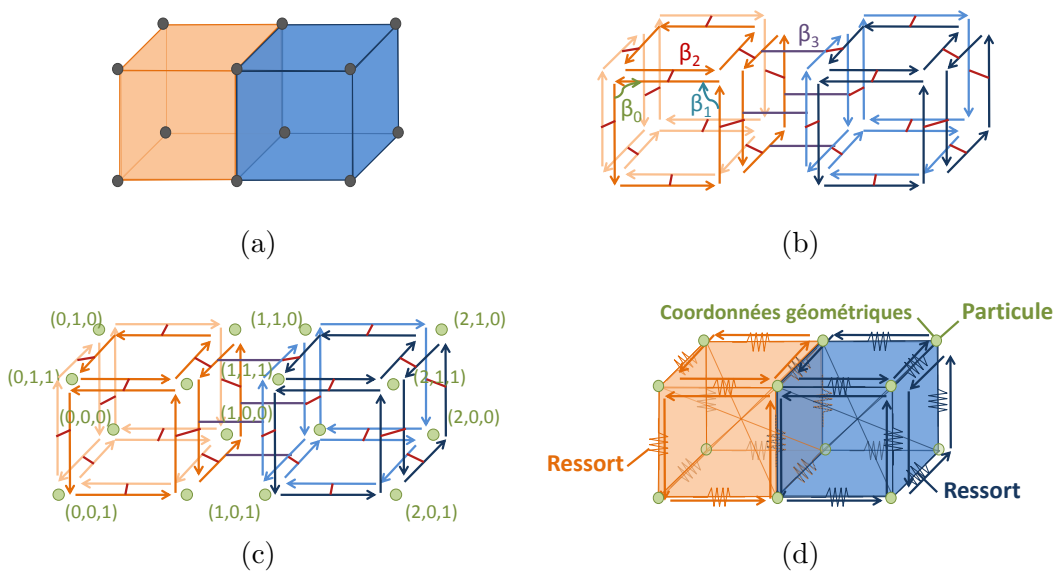 β3
β2
β0
β1
(a)
(b)
(0,1,0)
(1,1,0)
(2,1,0)
(0,1,1)
(1,1,1)
(2,1,1)
(0,0,0)
(1,0,0)
(2,0,0)
(0,0,1)
(1,0,1)
(2,0,1)
Coordonnées géométriques
Particule
Ressort
Ressort
(c)
(d)